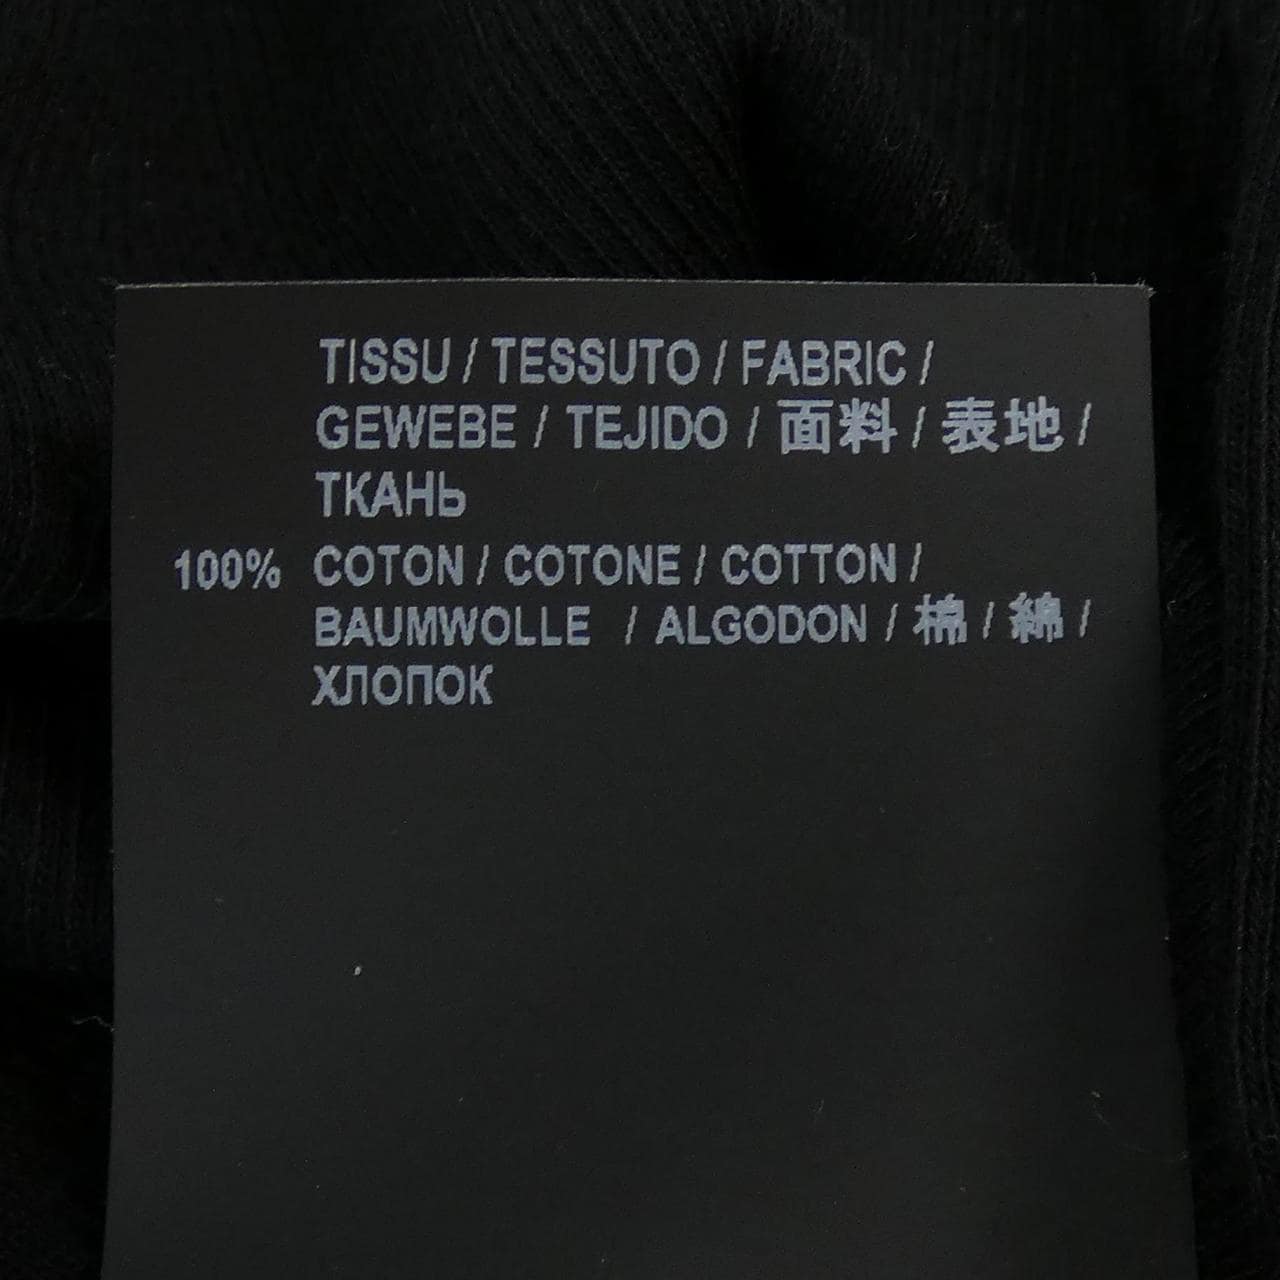 TISSU / TESSUTO / FABRIC /
GEWEBE / TEJIDO / 面料 / 表地 /
ТКАНЬ
100% COTON / COTONE / COTTON /
BAUMWOLLE / ALGODON / 棉 / 綿 /
ХЛОПОК